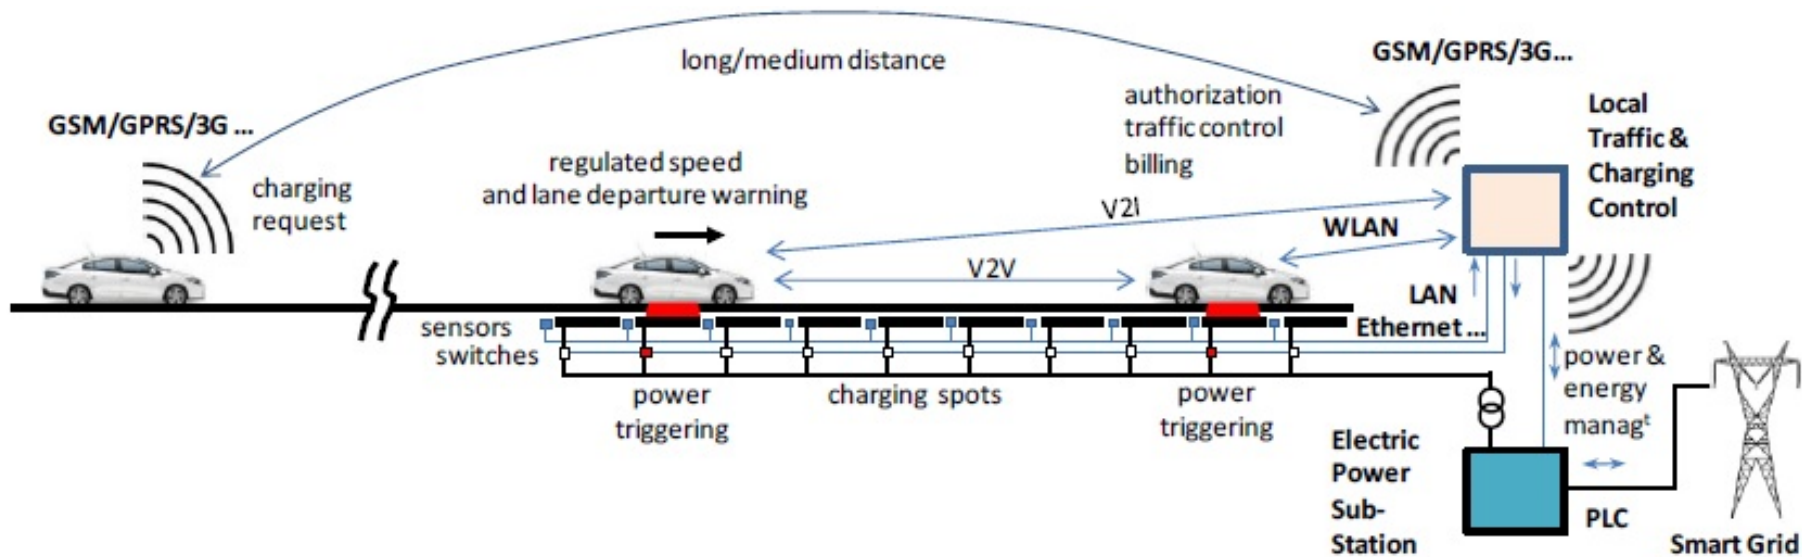 GSM/GPRS/3G...
long/medium distance
GSM/GPRS/3G ...
charging
request
regulated speed
and lane departure warning
authorization
traffic control
billing
Local
Traffic &
Charging
Control
V2I
WLAN
V2V
LAN
Ethernet ...
sensors
switches
power
triggering
charging spots
power
triggering
power &
energy
managᵗ
Electric
Power
Sub-
Station
PLC
Smart Grid